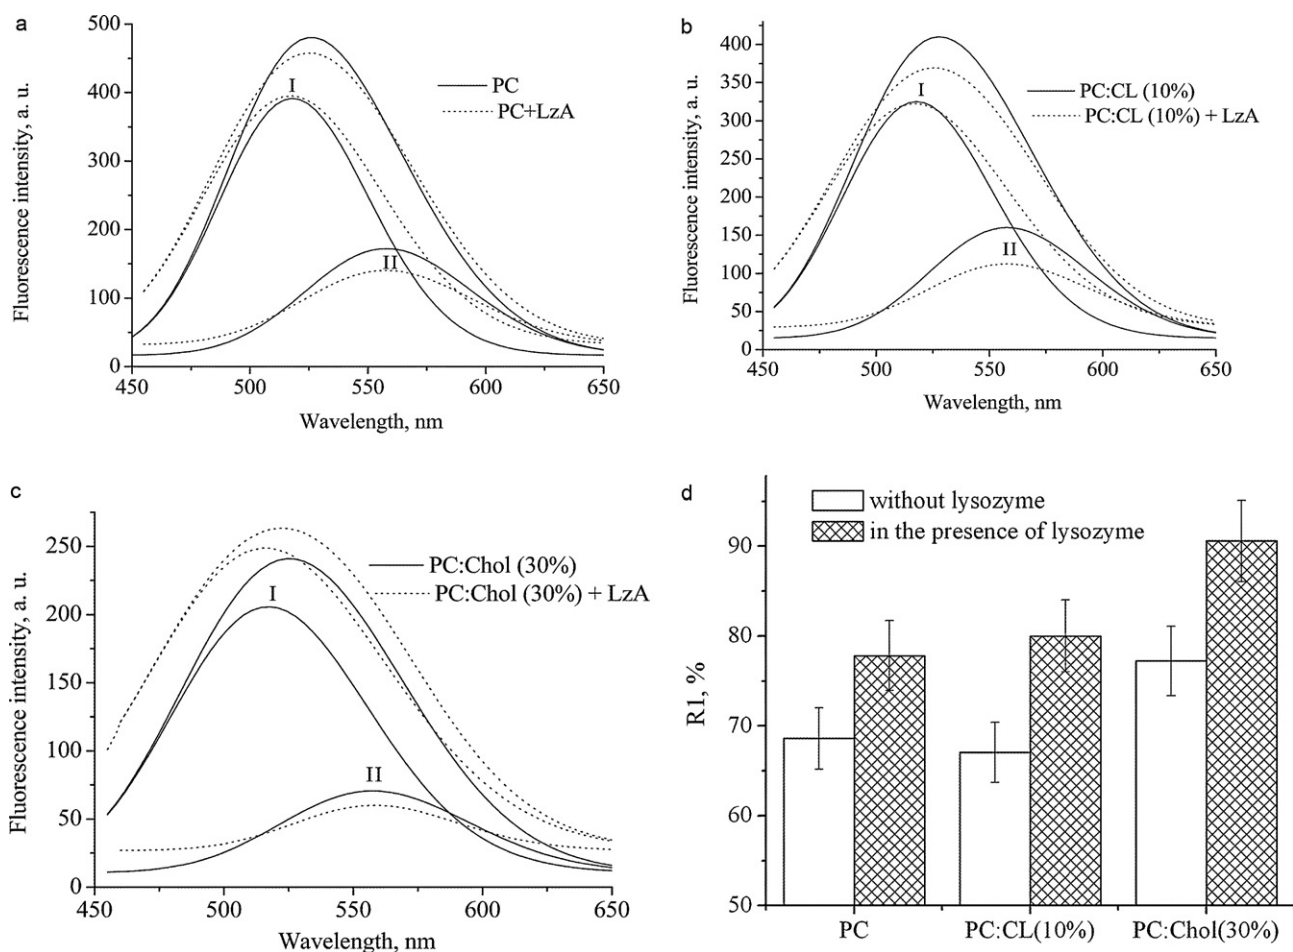 a
500
400
300
200
100
0
Fluorescence intensity, a. u.
I
II
PC
PC+LzA
450 500 550 600 650
Wavelength, nm
b
400
350
300
250
200
150
100
50
0
Fluorescence intensity, a. u.
I
II
PC:CL (10%)
PC:CL (10%) + LzA
450 500 550 600 650
Wavelength, nm
c
250
200
150
100
50
0
Fluorescence intensity, a. u.
I
II
PC:Chol (30%)
PC:Chol (30%) + LzA
450 500 550 600 650
Wavelength, nm
d
without lysozyme
in the presence of lysozyme
90
80
70
60
50
R1, %
PC PC:CL(10%) PC:Chol(30%)